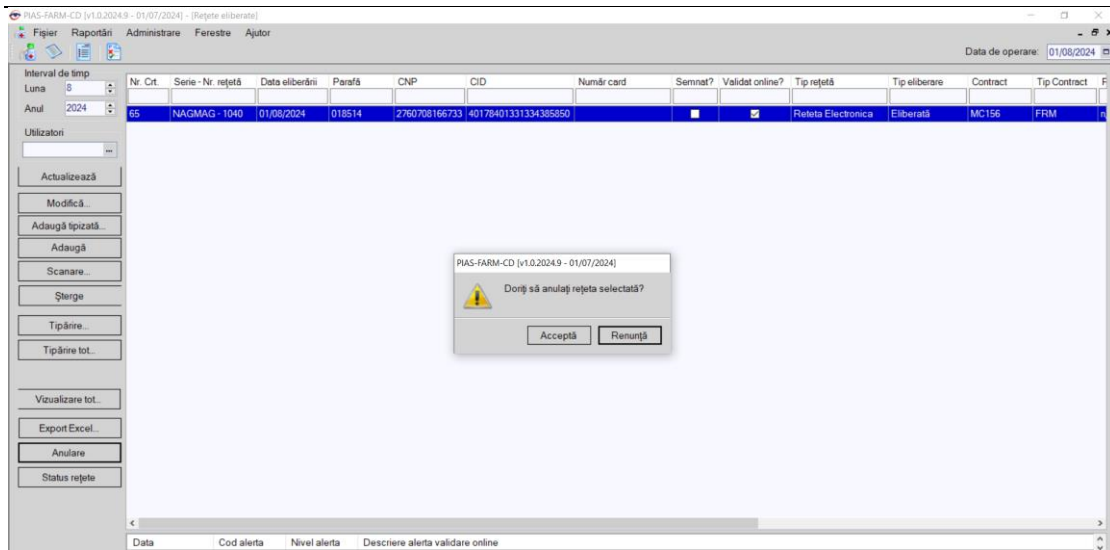 PIAS-FARM-CD [v1.0.2024.9 - 01/07/2024] - [Rețete eliberate]
Fișier Raportări Administrare Ferestre Ajutor
Data de operare: 01/08/2024
Interval de timp
Luna 8
Anul 2024
Utilizatori
...
Actualizează
Modifică...
Adaugă tipizată...
Adaugă
Scanare...
Șterge
Tipărire...
Tipărire tot...
Vizualizare tot...
Export Excel...
Anulare
Status rețete
Nr. Crt. Serie - Nr. rețetă Data eliberării Parafă CNP CID Număr card Semnat? Validat online? Tip rețetă Tip eliberare Contract Tip Contract
65 NAGMAG - 1040 01/08/2024 018514 2760708166733 40178401331334385850 Reteta Electronica Eliberată MC156 FRM
PIAS-FARM-CD [v1.0.2024.9 - 01/07/2024]
Doriți să anulați rețeta selectată?
Acceptă Renunță
Data Cod alerta Nivel alerta Descriere alerta validare online